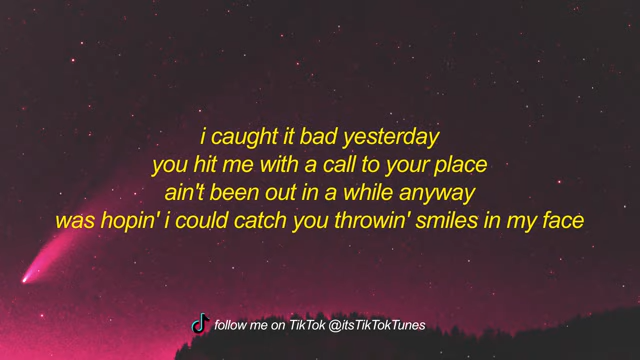 i caught it bad yesterday
you hit me with a call to your place
ain't been out in a while anyway
was hopin' i could catch you throwin' smiles in my face
follow me on TikTok @itsTikTokTunes